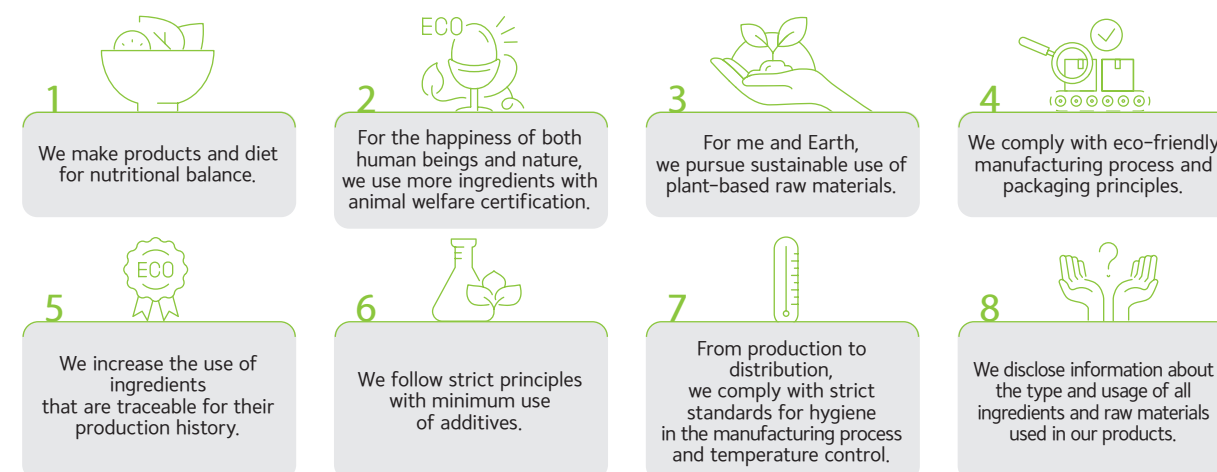 1
We make products and diet
for nutritional balance.
ECO
2
For the happiness of both
human beings and nature,
we use more ingredients with
animal welfare certification.
3
For me and Earth,
we pursue sustainable use of
plant-based raw materials.
4
We comply with eco-friendly
manufacturing process and
packaging principles.
ECO
5
We increase the use of
ingredients
that are traceable for their
production history.
6
We follow strict principles
with minimum use
of additives.
7
From production to
distribution,
we comply with strict
standards for hygiene
in the manufacturing process
and temperature control.
?
8
We disclose information about
the type and usage of all
ingredients and raw materials
used in our products.